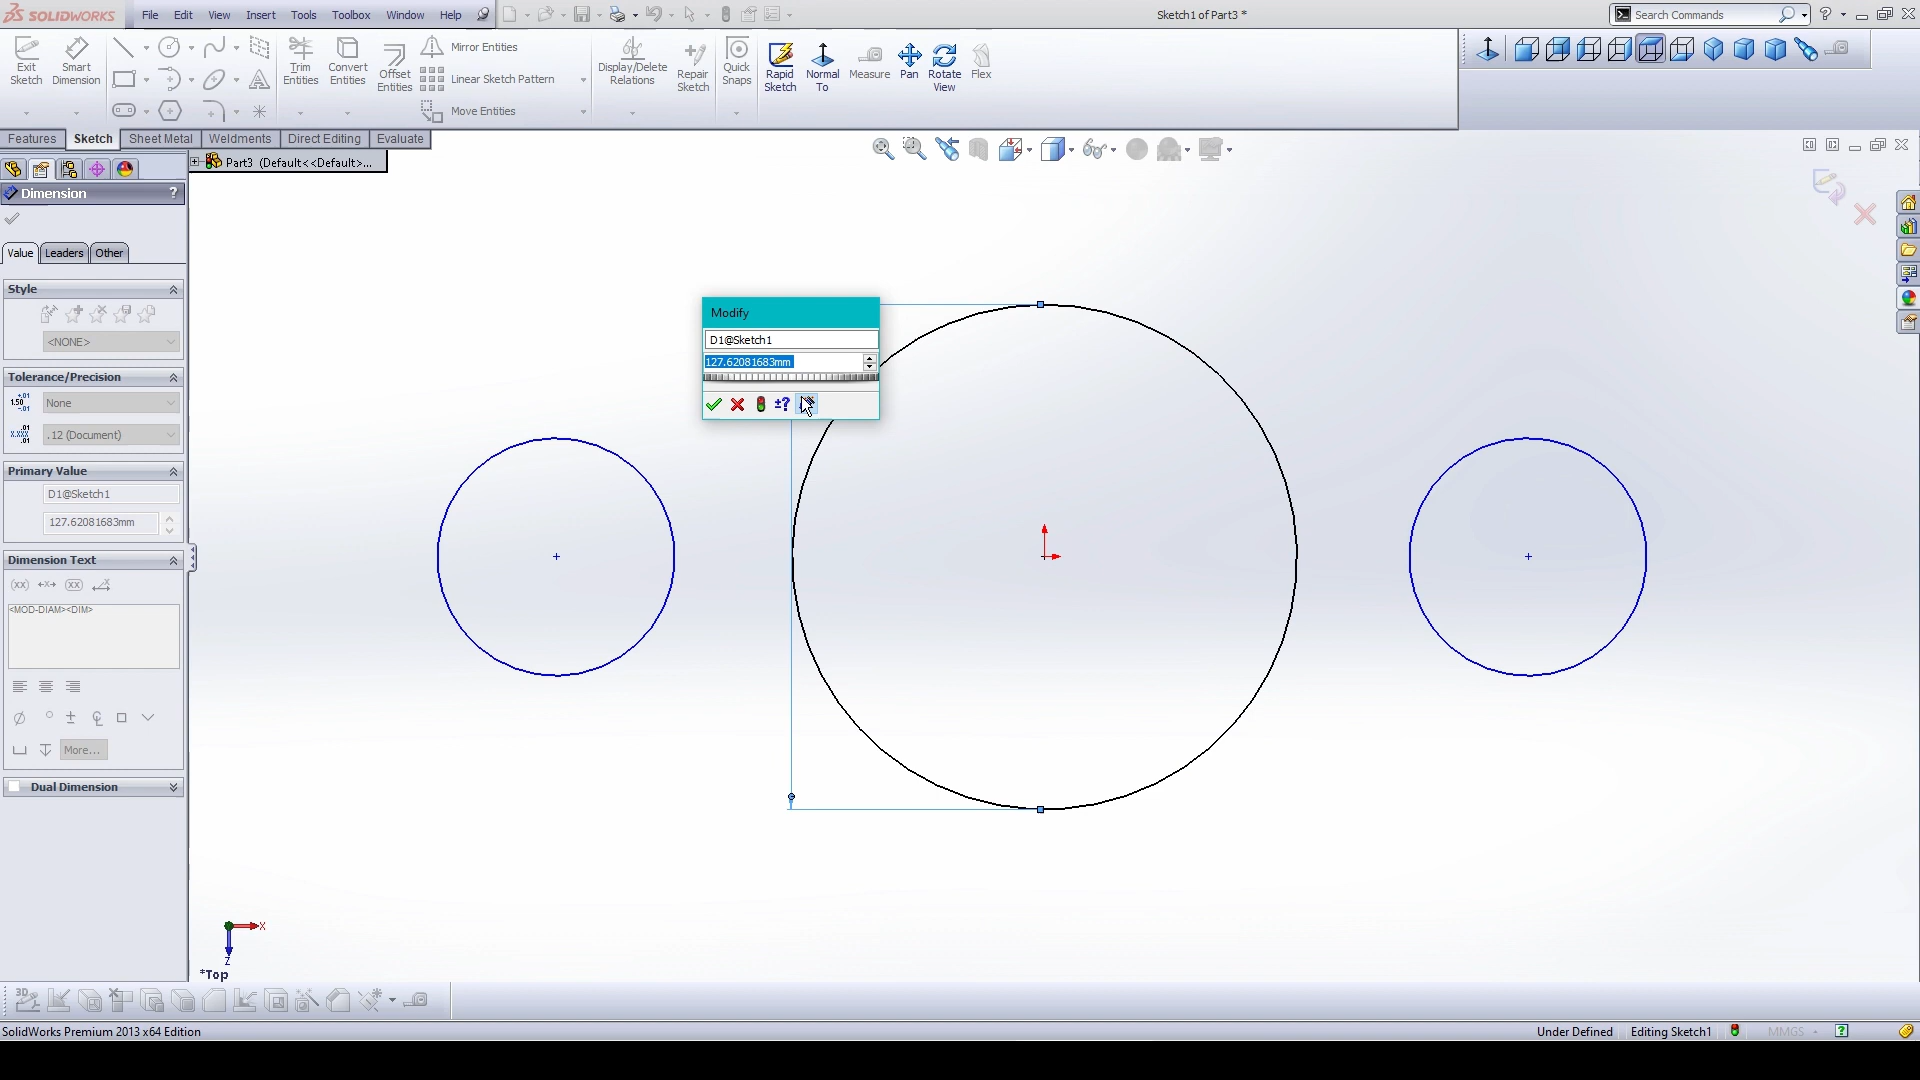 SOLIDWORKS File Edit View Insert Tools Toolbox Window Help Sketch1 of Part3 * Search Commands
Exit Sketch
Smart Dimension
Trim Entities
Convert Entities
Offset Entities
Mirror Entities
Linear Sketch Pattern
Move Entities
Display/Delete Relations
Repair Sketch
Quick Snaps
Rapid Sketch
Normal To
Measure
Pan
Rotate View
Flex
Features Sketch Sheet Metal Weldments Direct Editing Evaluate
Part3 (Default<<Default>...
Dimension ?
Value Leaders Other
Style
<NONE>
Tolerance/Precision
None
.12 (Document)
Primary Value
D1@Sketch1
127.62081683mm
Dimension Text
<MOD-DIAM><DIM>
More...
Dual Dimension
Modify
D1@Sketch1
127.62081683mm
±?
X
Z
*Top
3D
SolidWorks Premium 2013 x64 Edition Under Defined Editing Sketch1 MMGS